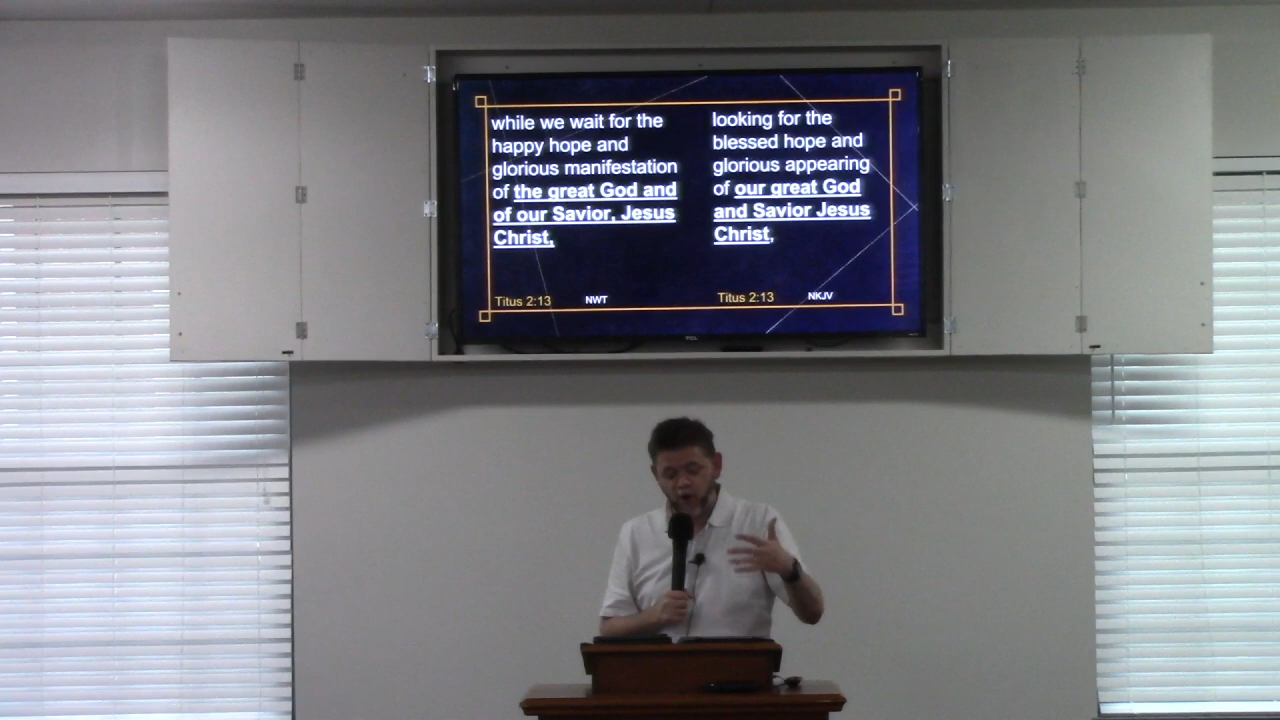 while we wait for the
happy hope and
glorious manifestation
of the great God and
of our Savior, Jesus
Christ,
Titus 2:13 NWT
looking for the
blessed hope and
glorious appearing
of our great God
and Savior Jesus
Christ,
Titus 2:13 NKJV
TCL